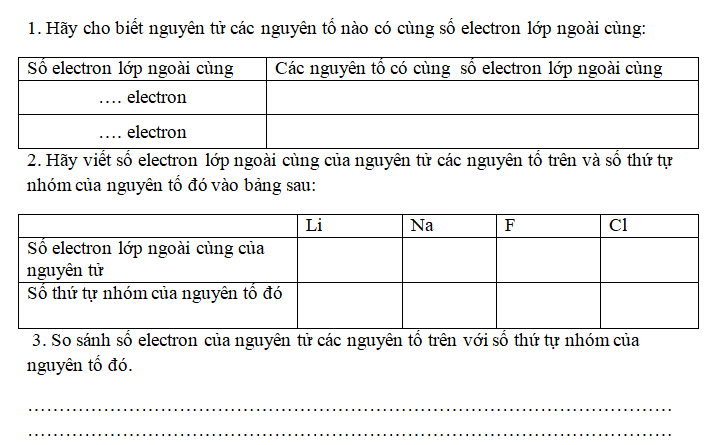 1. Hãy cho biết nguyên tử các nguyên tố nào có cùng số electron lớp ngoài cùng:
Số electron lớp ngoài cùng Các nguyên tố có cùng số electron lớp ngoài cùng
…. electron
…. electron
2. Hãy viết số electron lớp ngoài cùng của nguyên tử các nguyên tố trên và số thứ tự
nhóm của nguyên tố đó vào bảng sau:
Li Na F Cl
Số electron lớp ngoài cùng của
nguyên tử
Số thứ tự nhóm của nguyên tố đó
3. So sánh số electron của nguyên tử các nguyên tố trên với số thứ tự nhóm của
nguyên tố đó.
……………………………………………………………………………………………
……………………………………………………………………………………………